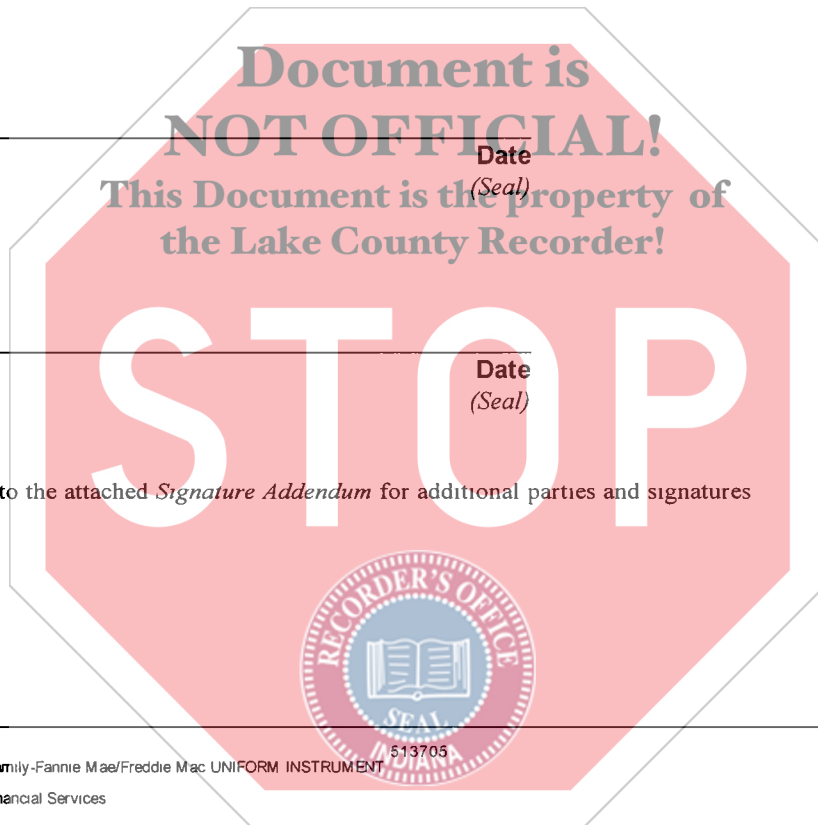 Document is
NOT OFFICIAL!
Date
(Seal)
This Document is the property of
the Lake County Recorder!
STOP
Date
(Seal)
to the attached Signature Addendum for additional parties and signatures
RECORDER'S OFFICE
SEAL
INDIANA
513705
-Fannie Mae/Freddie Mac UNIFORM INSTRUMENT
Services